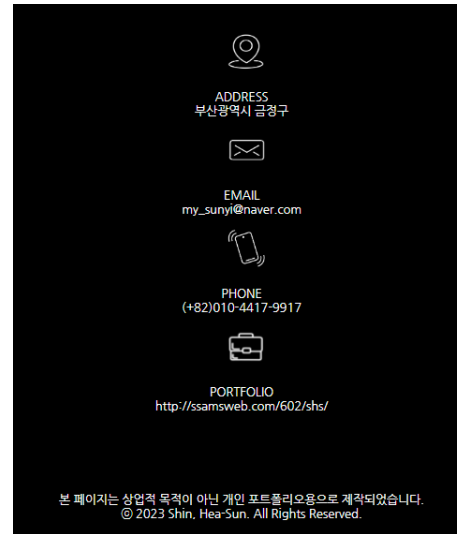 ADDRESS
부산광역시 금정구
EMAIL
my_sunyi@naver.com
PHONE
(+82)010-4417-9917
PORTFOLIO
http://ssamsweb.com/602/shs/
본 페이지는 상업적 목적이 아닌 개인 포트폴리오용으로 제작되었습니다.
ⓒ 2023 Shin, Hea-Sun. All Rights Reserved.